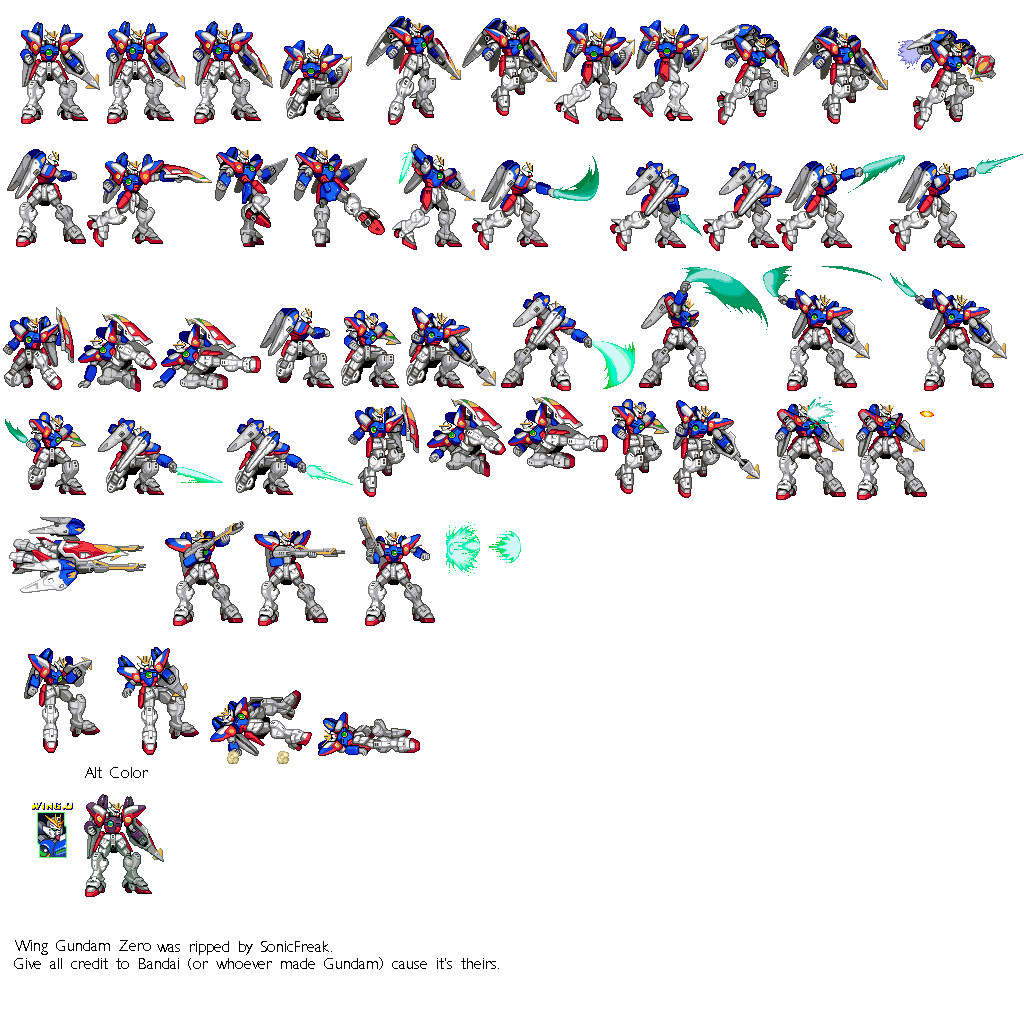 Alt Color
WING.0
Wing Gundam Zero was ripped by SonicFreak.
Give all credit to Bandai (or whoever made Gundam) cause it's theirs.